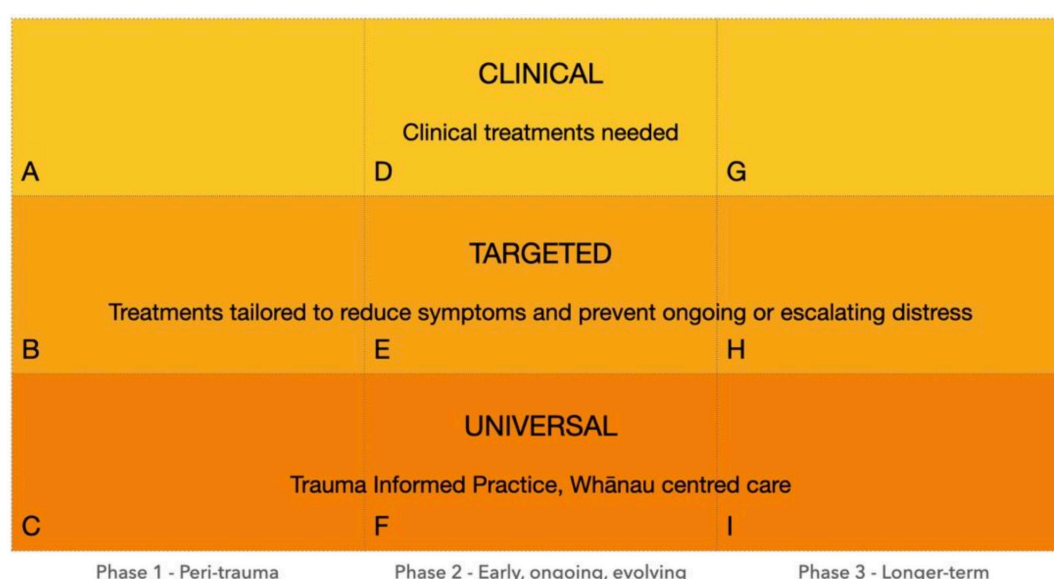 CLINICAL
Clinical treatments needed
A D G
TARGETED
Treatments tailored to reduce symptoms and prevent ongoing or escalating distress
B E H
UNIVERSAL
Trauma Informed Practice, Whānau centred care
C F I
Phase 1 - Peri-trauma Phase 2 - Early, ongoing, evolving Phase 3 - Longer-term